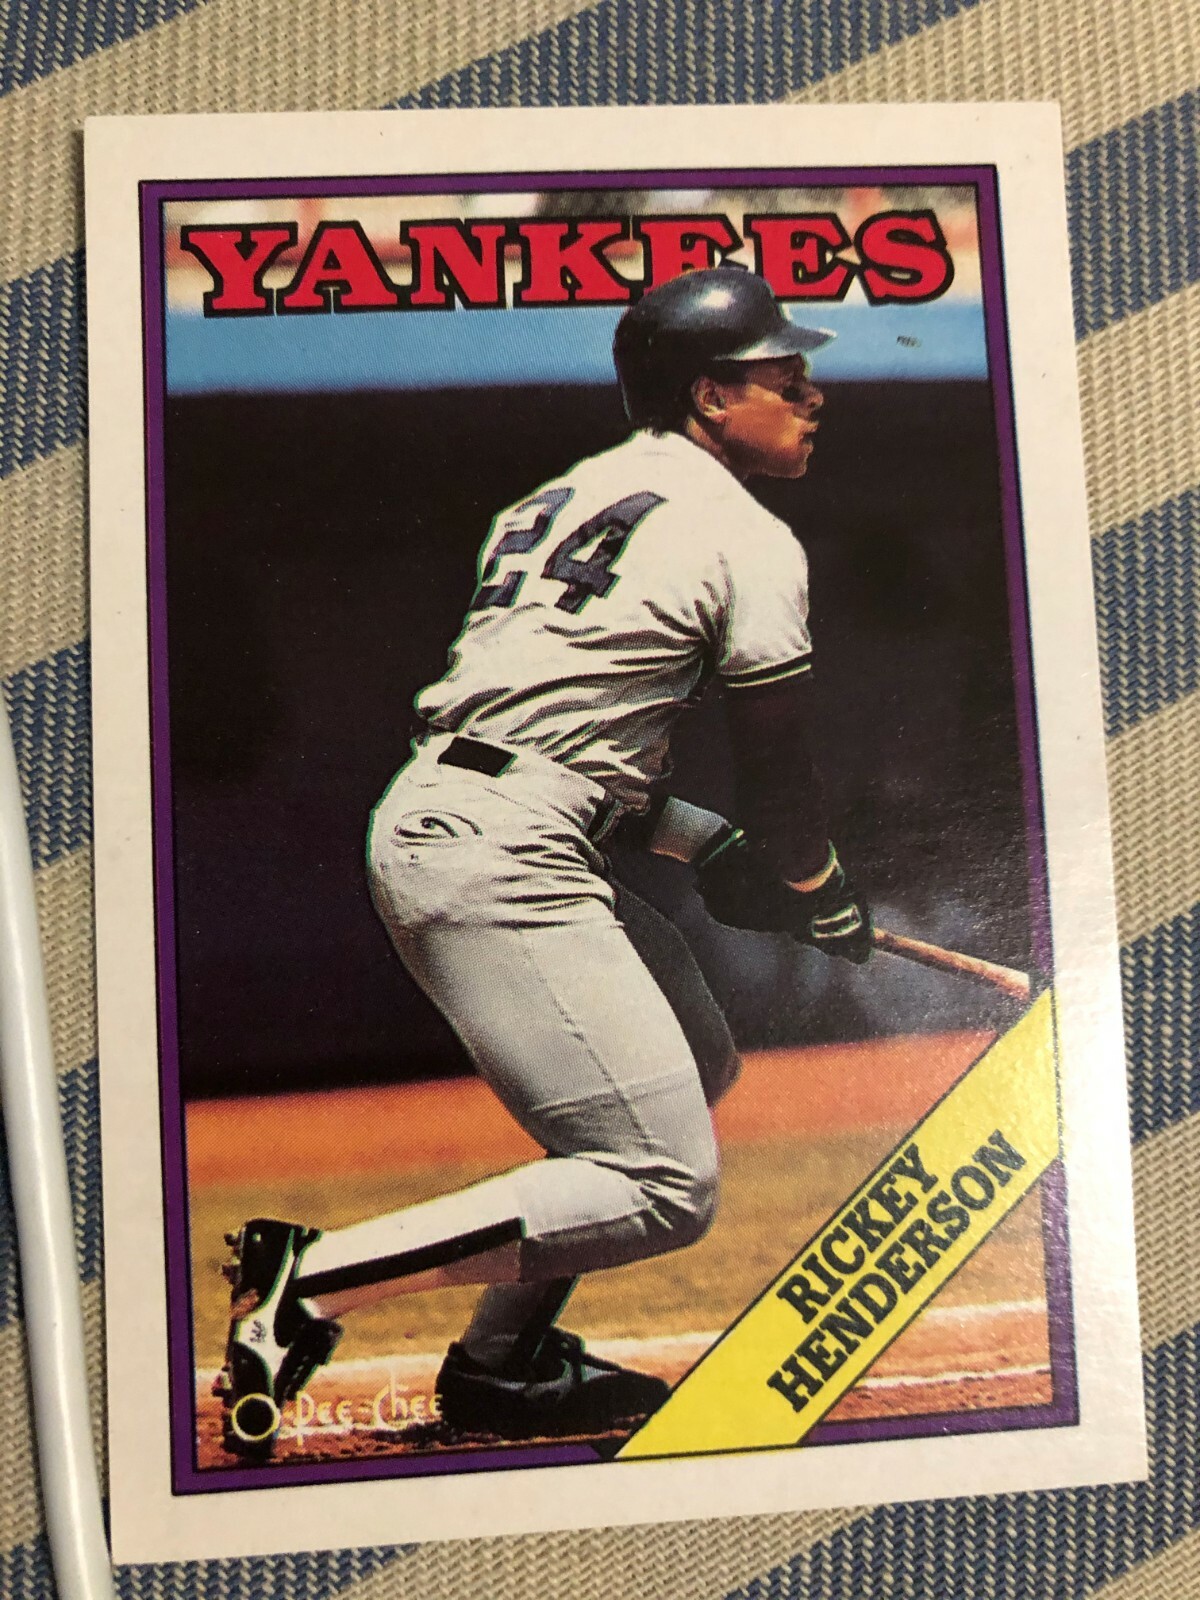 YANKEES
24
RICKEY
HENDERSON
O-Pee-Chee